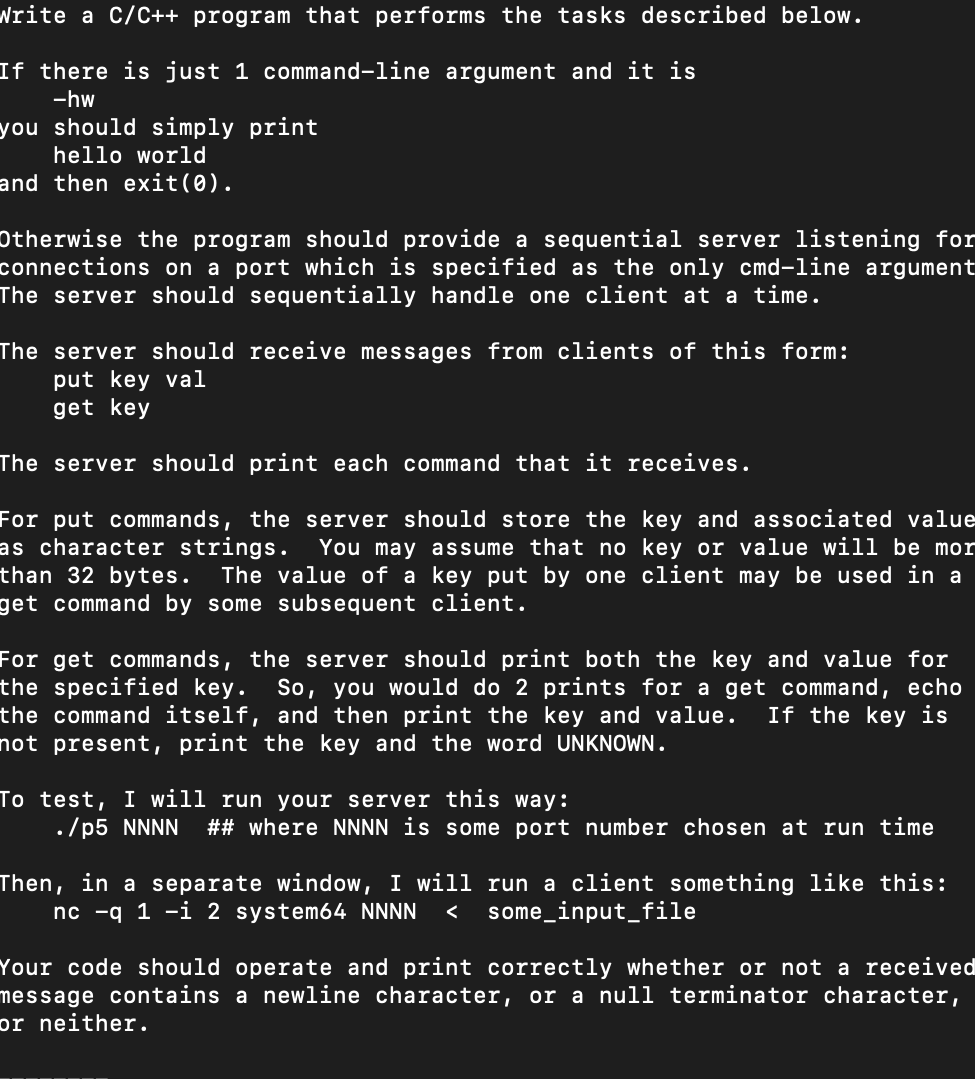 Write a C/C++ program that performs the tasks described below.
If there is just 1 command-line argument and it is
-hw
you should simply print
hello world
and then exit(0).
Otherwise the program should provide a sequential server listening for
connections on a port which is specified as the only cmd-line argument
The server should sequentially handle one client at a time.
The server should receive messages from clients of this form:
put key val
get key
The server should print each command that it receives.
For put commands, the server should store the key and associated value
as character strings.  You may assume that no key or value will be mor
than 32 bytes.  The value of a key put by one client may be used in a
get command by some subsequent client.
For get commands, the server should print both the key and value for
the specified key.  So, you would do 2 prints for a get command, echo
the command itself, and then print the key and value.  If the key is
not present, print the key and the word UNKNOWN.
To test, I will run your server this way:
./p5 NNNN  ## where NNNN is some port number chosen at run time
Then, in a separate window, I will run a client something like this:
nc -q 1 -i 2 system64 NNNN  <  some_input_file
Your code should operate and print correctly whether or not a received
message contains a newline character, or a null terminator character,
or neither.